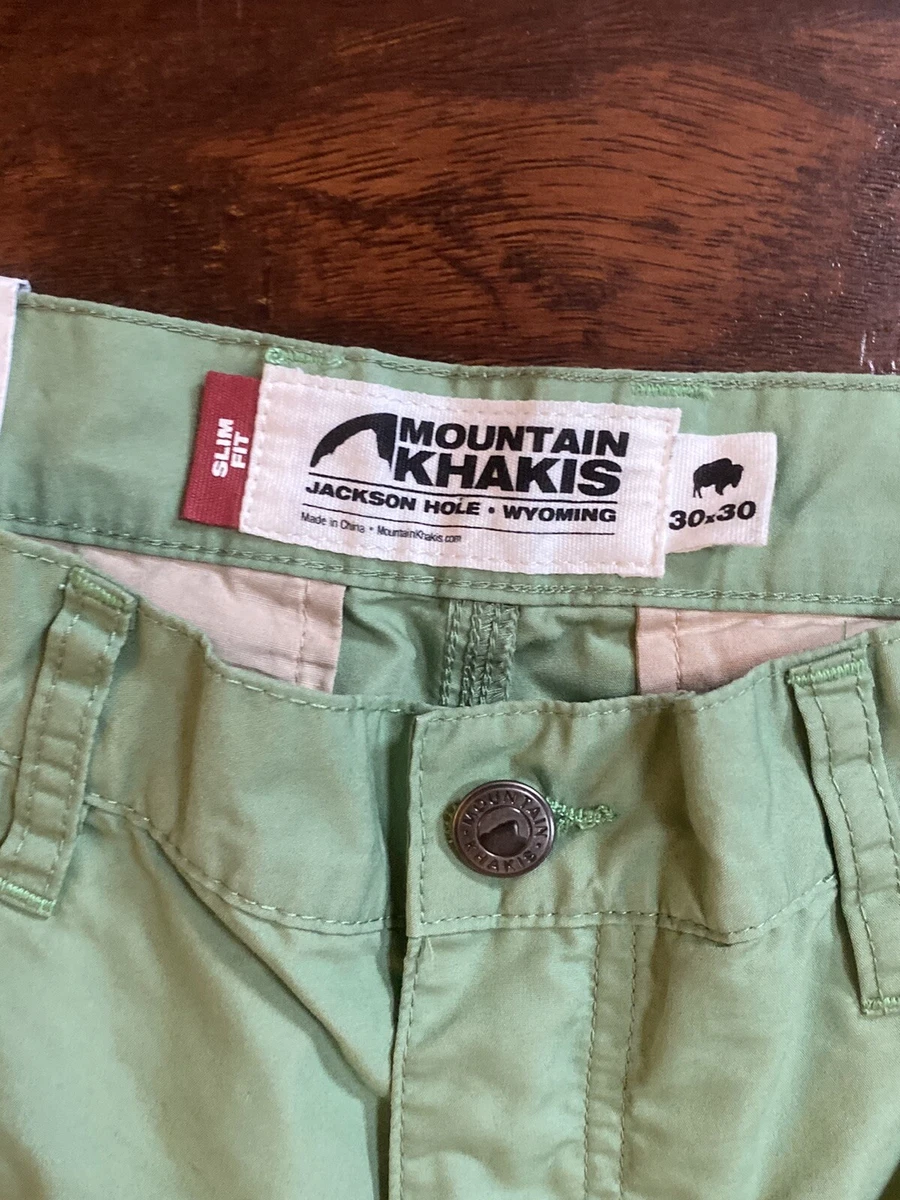 SLIM
FIT
MOUNTAIN
KHAKIS
JACKSON HOLE • WYOMING
Made in China • MountainKhakis.com
30x30
MOUNTAIN
KHAKIS